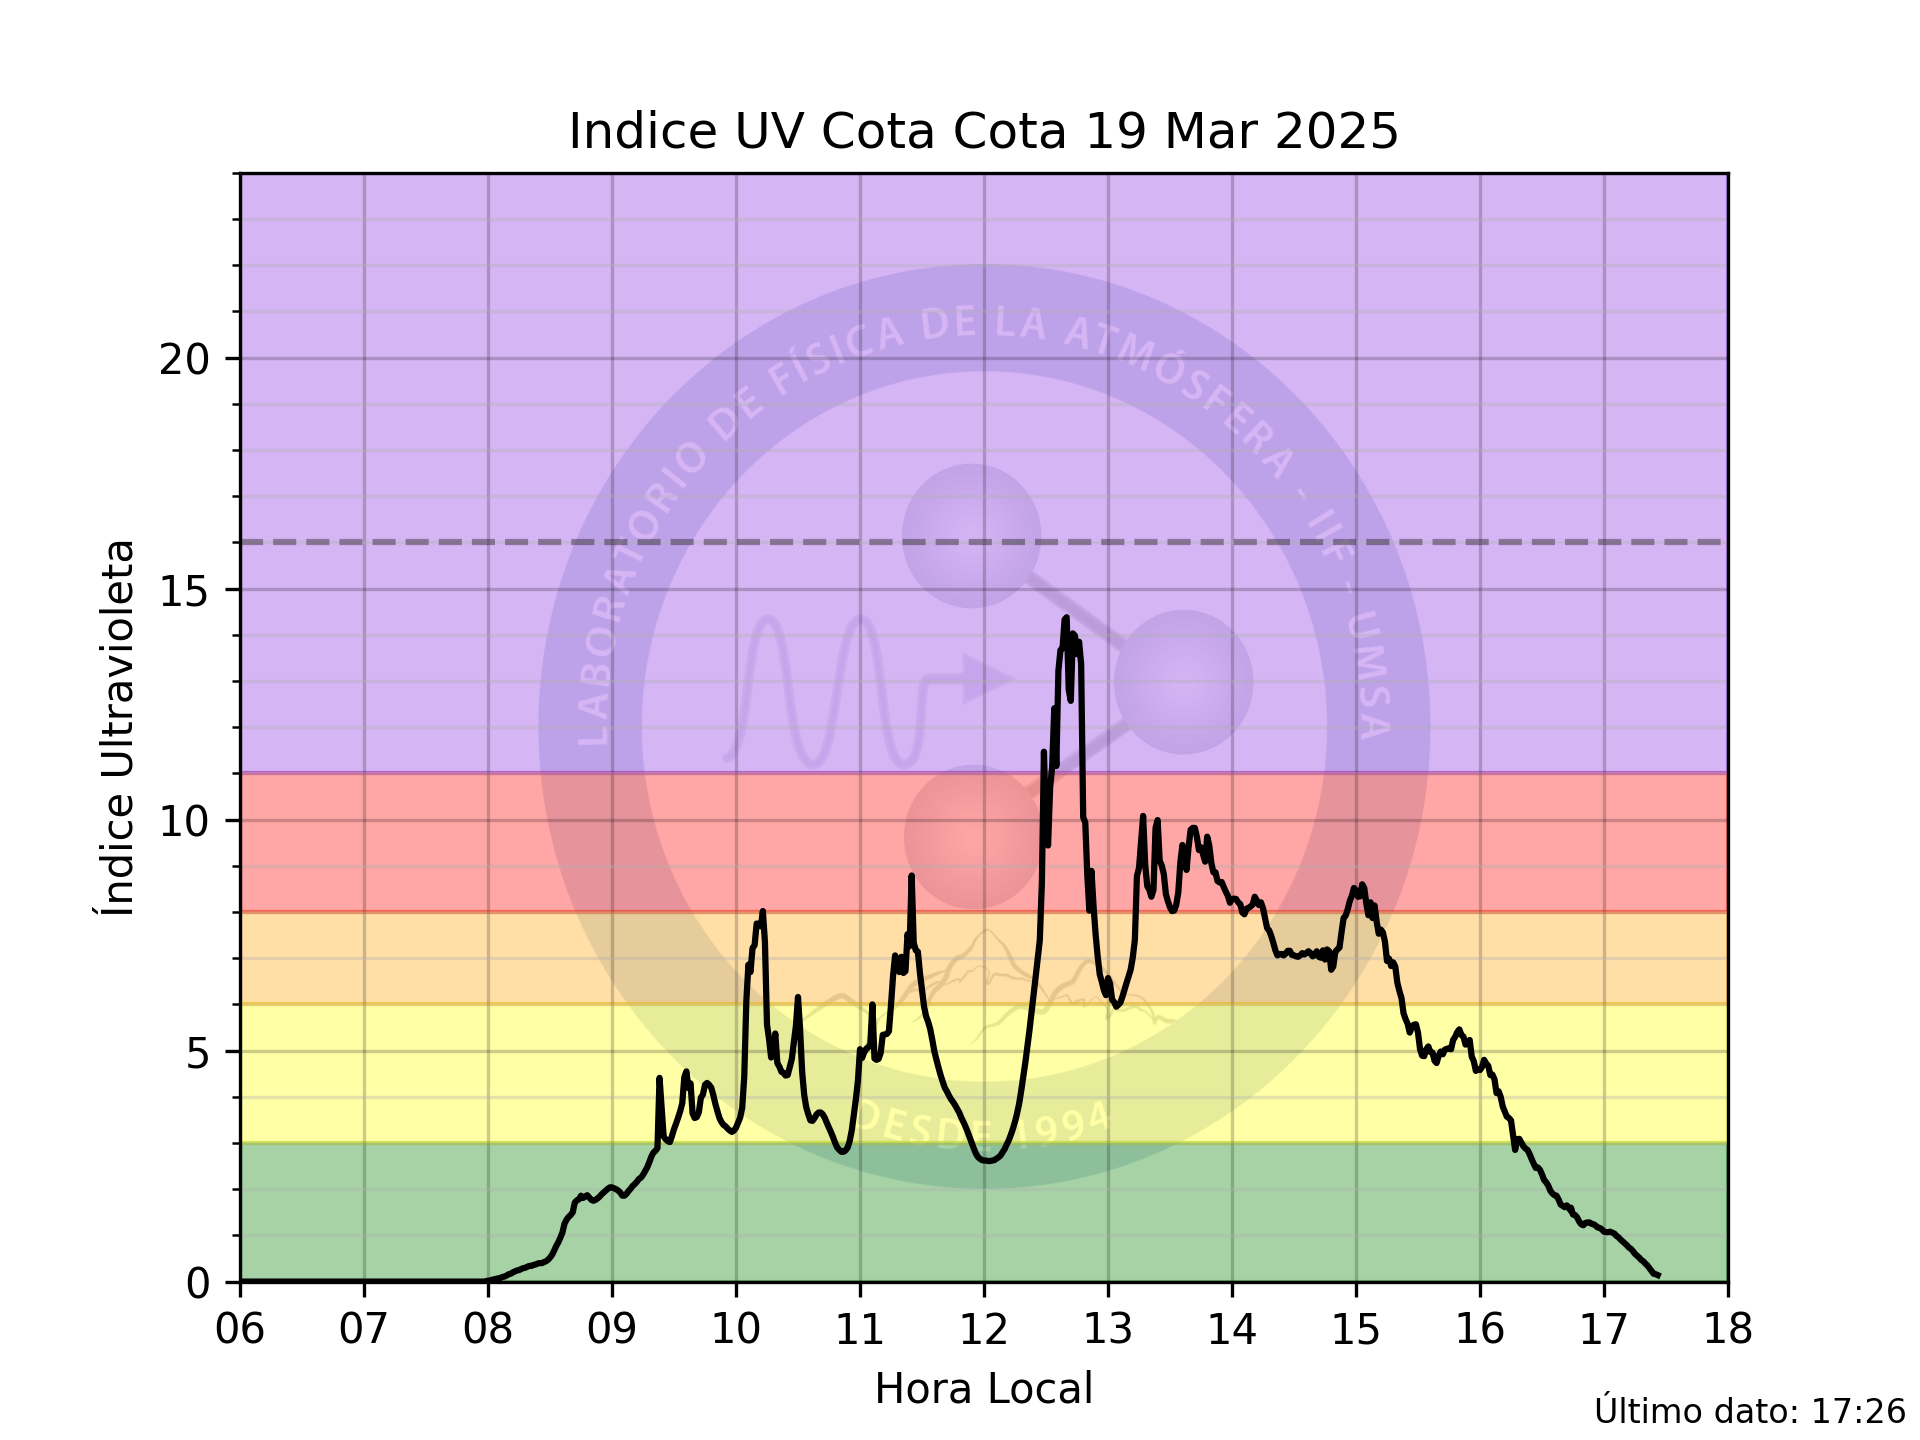 Indice UV Cota Cota 19 Mar 2025
LABORATORIO DE FÍSICA DE LA ATMÓSFERA - IIF - UMSA
DESDE 1994
Índice Ultravioleta
20
15
10
5
0
06 07 08 09 10 11 12 13 14 15 16 17 18
Hora Local
Último dato: 17:26